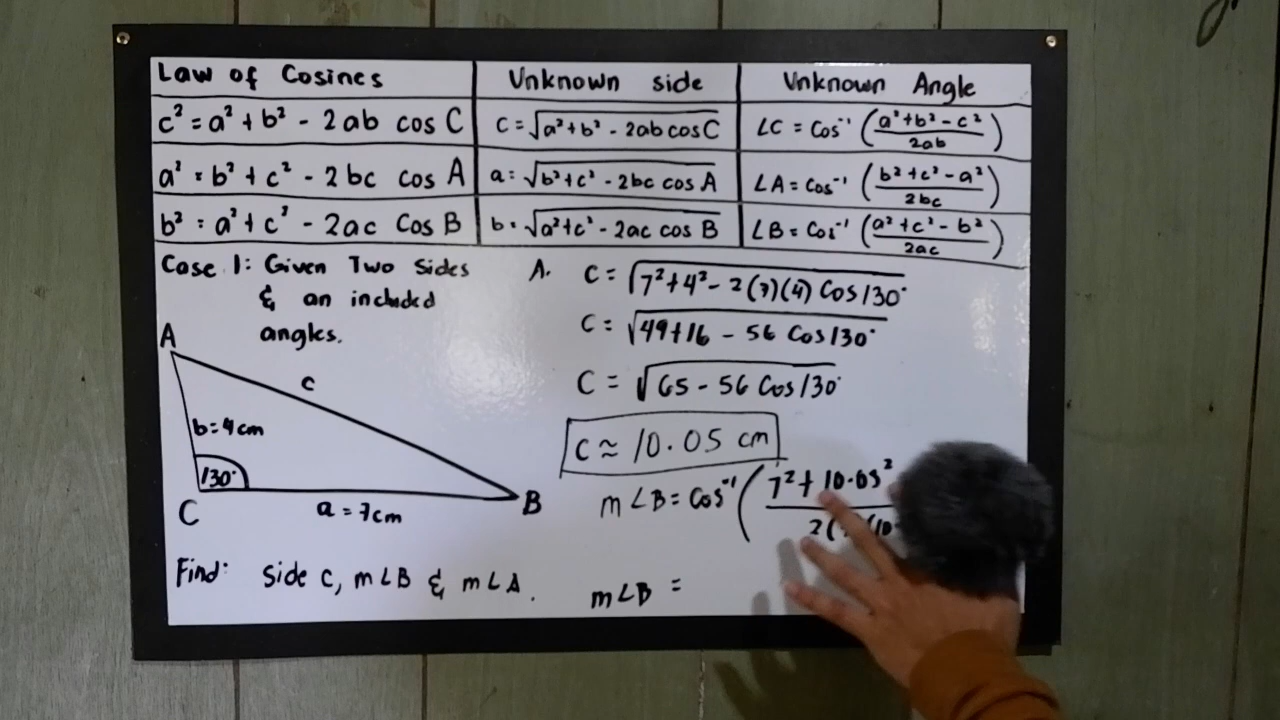 Law of Cosines
Unknown side
Unknown Angle
c² = a² + b² - 2ab cos C
C = √a²+b² - 2ab cos C
∠C = Cos⁻¹ (a²+b²-c² / 2ab)
a² = b² + c² - 2bc cos A
a = √b²+c² - 2bc cos A
∠A = Cos⁻¹ (b²+c²-a² / 2bc)
b² = a² + c² - 2ac Cos B
b = √a²+c² - 2ac cos B
∠B = Cos⁻¹ (a²+c²-b² / 2ac)
Case 1: Given Two Sides
& an included
angles.
A
c
b = 4 cm
130°
C
a = 7cm
B
Find: Side c, m∠B & m∠A.
A. C = √7²+4²-2(7)(4) Cos 130°
C = √49+16 - 56 Cos 130°
C = √65 - 56 Cos 130°
C ≈ 10.05 cm
m∠B = Cos⁻¹ (7² + 10.05² / 2( (10
m∠B =